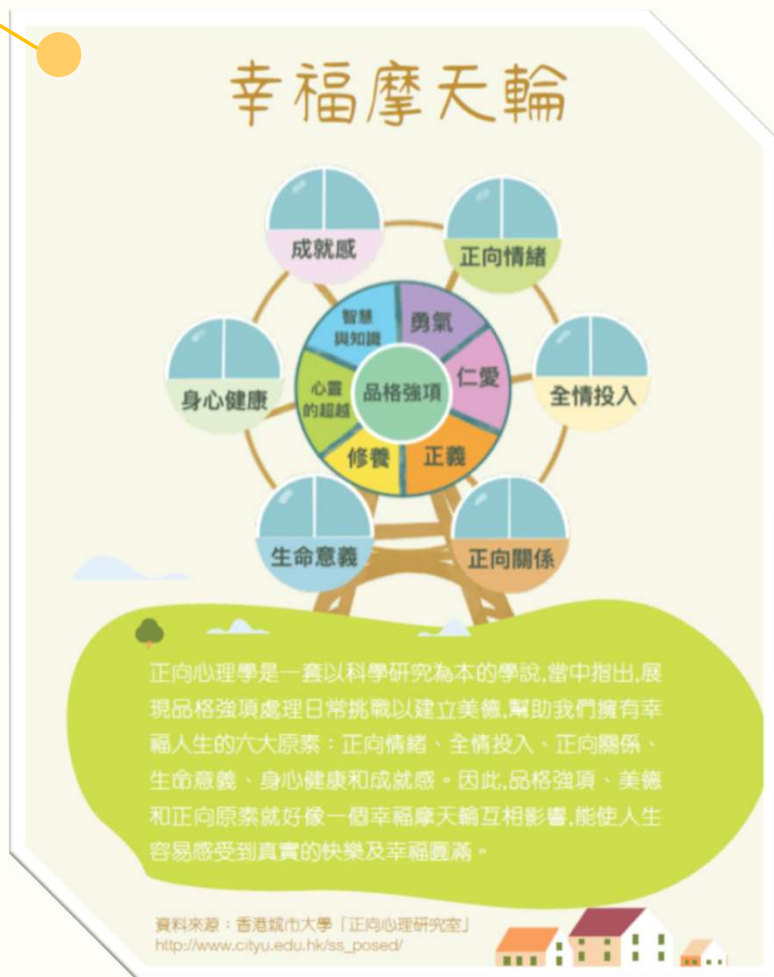 幸福摩天輪
成就感
正向情緒
智慧
與知識
勇氣
身心健康
心靈
的超越
品格強項
仁愛
全情投入
修養
正義
生命意義
正向關係
正向心理學是一套以科學研究為本的學說,當中指出,展
現品格強項處理日常挑戰以建立美德,幫助我們擁有幸
福人生的六大原素：正向情緒、全情投入、正向關係、
生命意義、身心健康和成就感。因此,品格強項、美德
和正向原素就好像一個幸福摩天輪互相影響,能使人生
容易感受到真實的快樂及幸福圓滿。
資料來源：香港城市大學「正向心理研究室」
http://www.cityu.edu.hk/ss_posed/